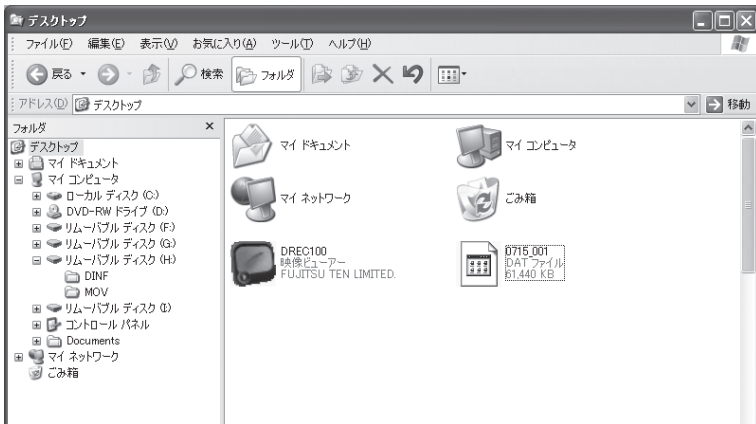 デスクトップ
ファイル(F) 編集(E) 表示(V) お気に入り(A) ツール(T) ヘルプ(H)
戻る 検索 フォルダ
アドレス(D) デスクトップ 移動
フォルダ ×
デスクトップ
マイ ドキュメント
マイ コンピュータ
ローカル ディスク (C:)
DVD-RW ドライブ (D:)
リムーバブル ディスク (F:)
リムーバブル ディスク (G:)
リムーバブル ディスク (H:)
DINF
MOV
リムーバブル ディスク (I:)
コントロール パネル
Documents
マイ ネットワーク
ごみ箱
マイ ドキュメント
マイ コンピュータ
マイ ネットワーク
ごみ箱
DREC100
映像ビューアー
FUJITSU TEN LIMITED.
0715_001
DAT ファイル
61,440 KB